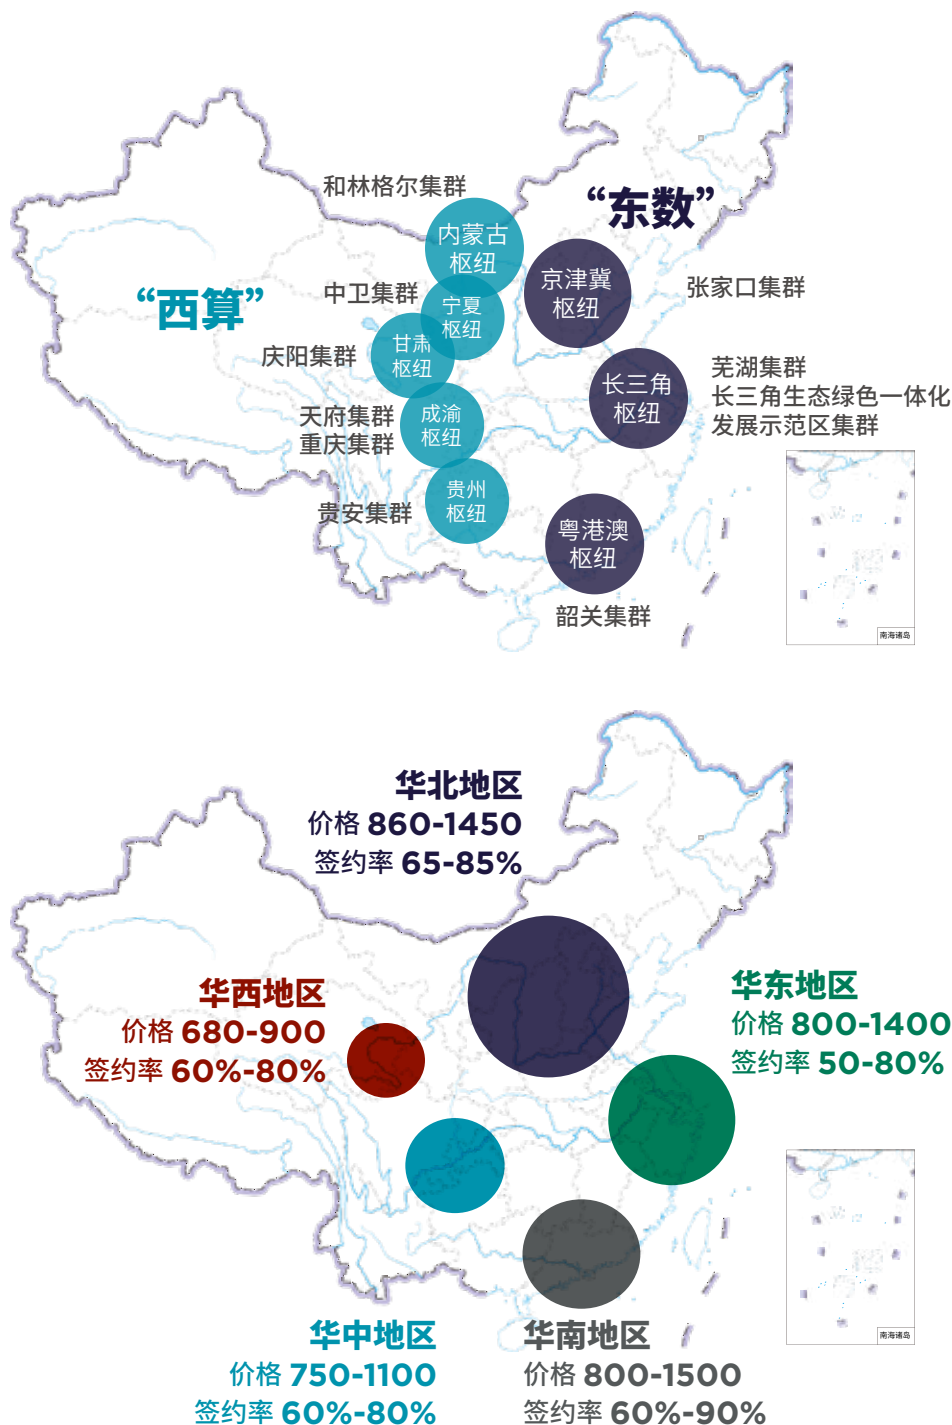 和林格尔集群
“东数”
内蒙古
枢纽
京津冀
枢纽
张家口集群
中卫集群
宁夏
枢纽
“西算”
庆阳集群
甘肃
枢纽
长三角
枢纽
芜湖集群
长三角生态绿色一体化
发展示范区集群
天府集群
重庆集群
成渝
枢纽
贵安集群
贵州
枢纽
粤港澳
枢纽
韶关集群
南海诸岛
华北地区
价格 860-1450
签约率 65-85%
华西地区
价格 680-900
签约率 60%-80%
华东地区
价格 800-1400
签约率 50-80%
南海诸岛
华中地区
价格 750-1100
签约率 60%-80%
华南地区
价格 800-1500
签约率 60%-90%